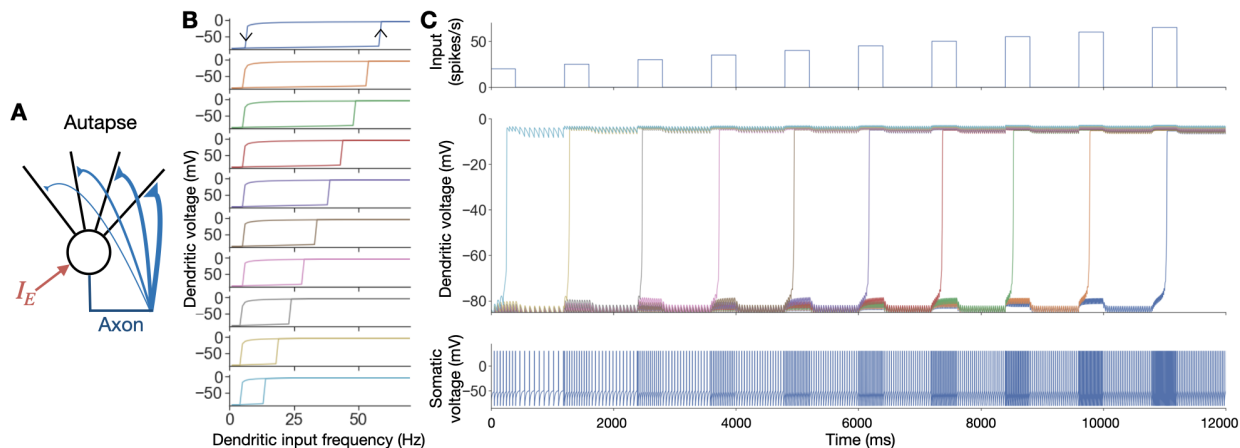 A
Autapse
I_E
Axon
B
Dendritic voltage (mV)
0
−50
0
−50
0
−50
0
50
0
50
0
50
0
50
0
−50
0
−50
0
−50
0 25 50
Dendritic input frequency (Hz)
C
Input
(spikes/s)
50
0
Dendritic voltage (mV)
0
−20
−40
−60
−80
Somatic
voltage (mV)
0
−50
0 2000 4000 6000 8000 10000 12000
Time (ms)